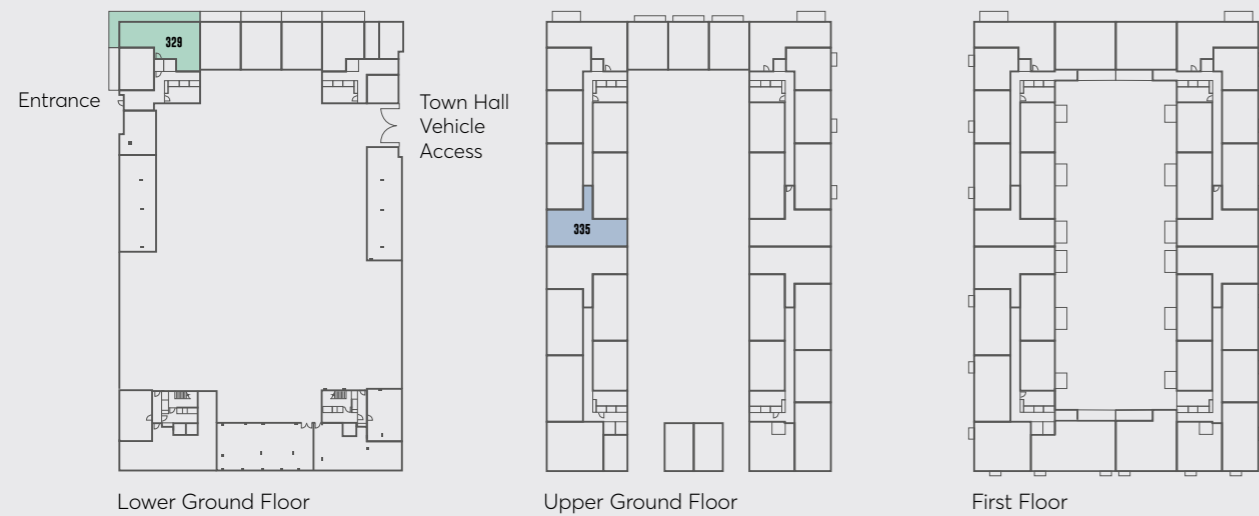 329
Entrance
Town Hall
Vehicle
Access
335
Lower Ground Floor
Upper Ground Floor
First Floor